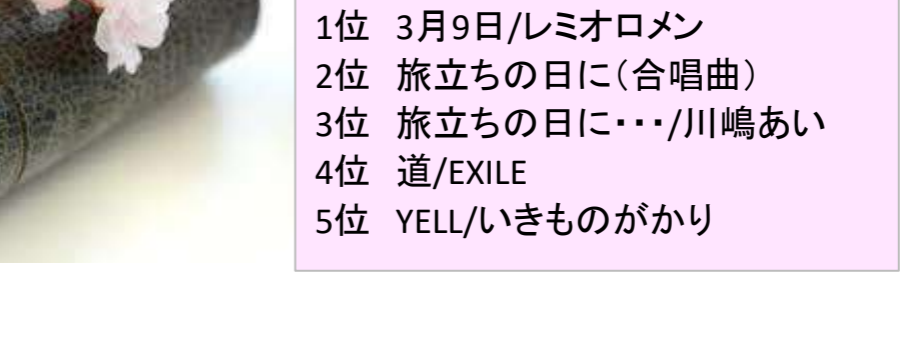 1位 3月9日/レミオロメン
2位 旅立ちの日に（合唱曲）
3位 旅立ちの日に・・・/川嶋あい
4位 道/EXILE
5位 YELL/いきものがかり